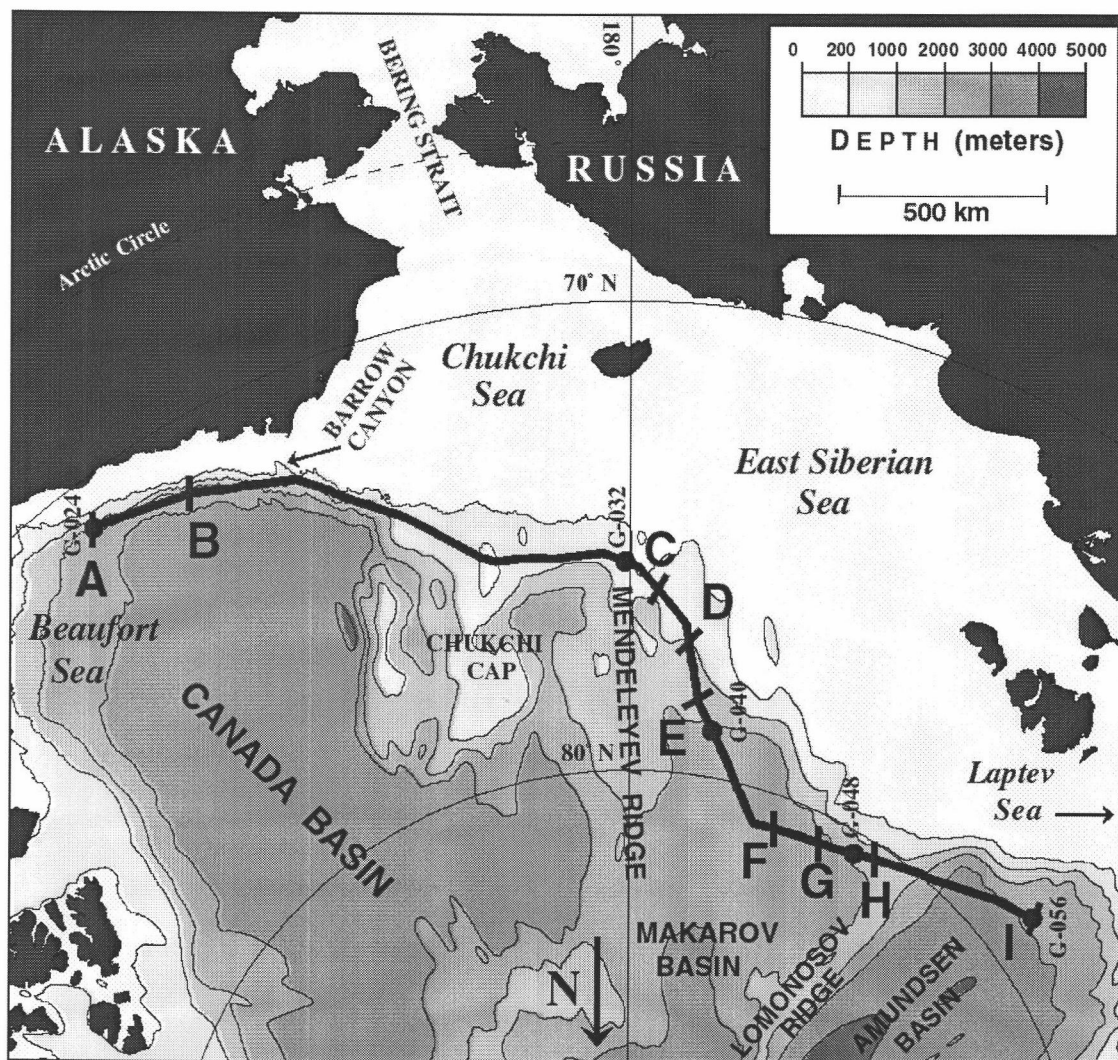 180°
0 200 1000 2000 3000 4000 5000
DEPTH (meters)
500 km
BERING STRAIT
ALASKA
RUSSIA
Arctic Circle
70° N
Chukchi
Sea
BARROW
CANYON
East Siberian
Sea
G-024
G-032
A
B
C
D
Beaufort
Sea
CHUKCHI
CAP
MENDELEYEV RIDGE
E
G-040
CANADA BASIN
80° N
Laptev
Sea
G-048
F
G
H
I
G-056
MAKAROV
BASIN
N
LOMONOSOV
RIDGE
AMUNDSEN
BASIN